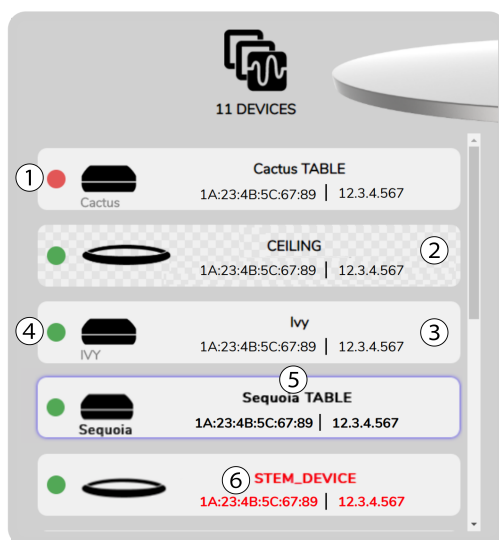 11 DEVICES
1
Cactus TABLE
Cactus
1A:23:4B:5C:67:89 | 12.3.4.567
CEILING
2
1A:23:4B:5C:67:89 | 12.3.4.567
4
Ivy
3
IVY
1A:23:4B:5C:67:89 | 12.3.4.567
5
Sequoia TABLE
Sequoia
1A:23:4B:5C:67:89 | 12.3.4.567
6
STEM_DEVICE
1A:23:4B:5C:67:89 | 12.3.4.567